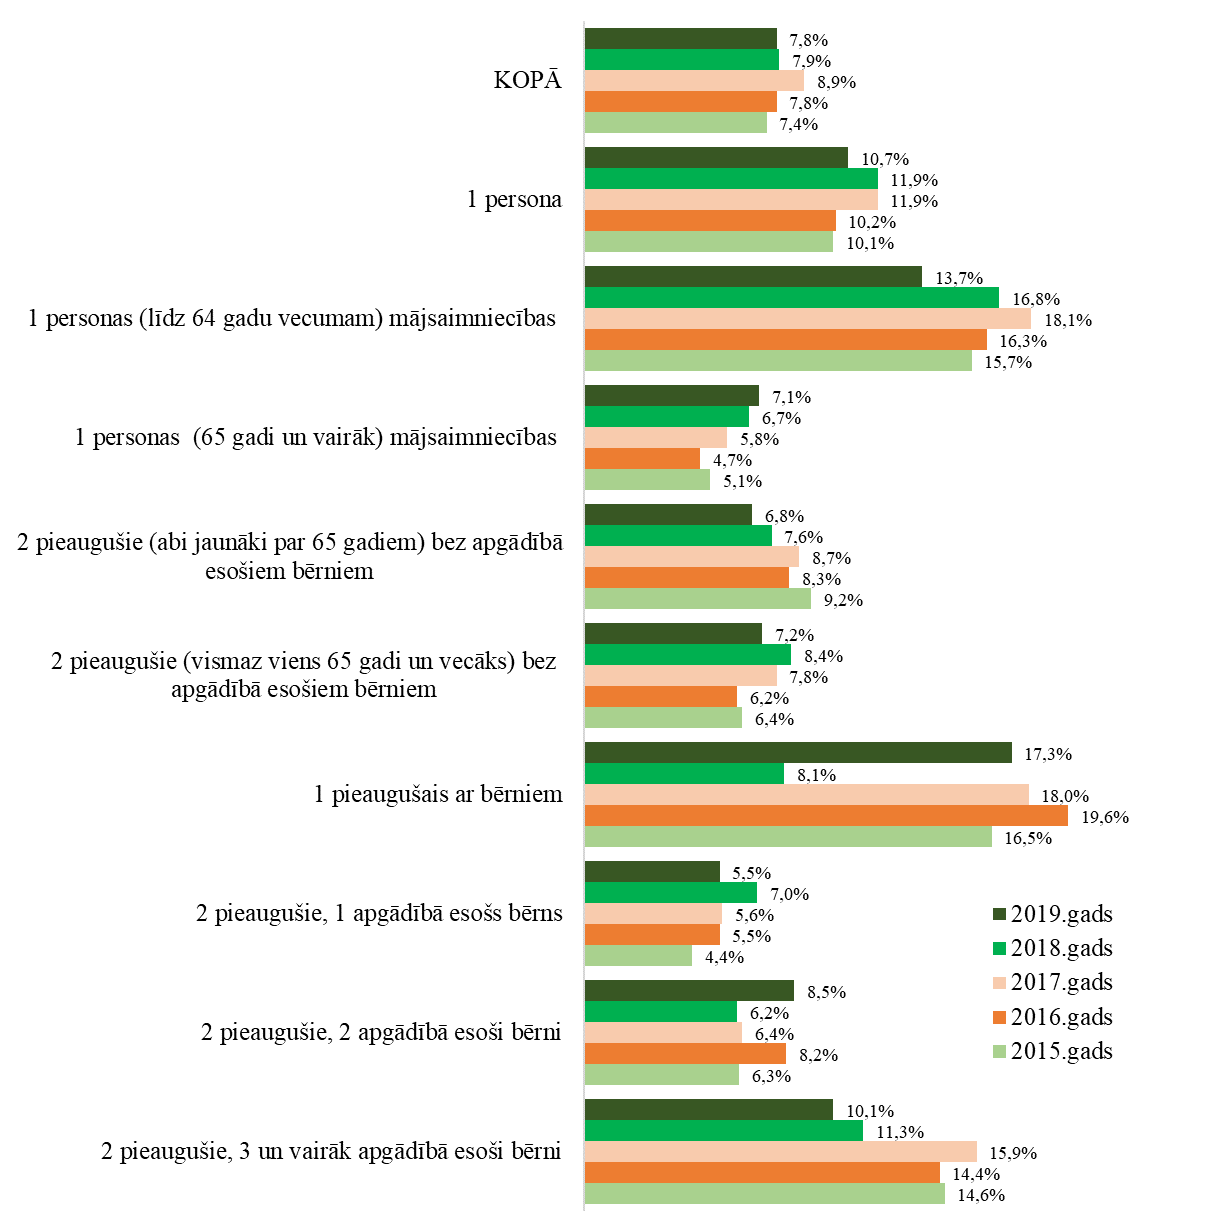 KOPĀ
7,8%
7,9%
8,9%
7,8%
7,4%
1 persona
10,7%
11,9%
11,9%
10,2%
10,1%
1 personas (līdz 64 gadu vecumam) mājsaimniecības
13,7%
16,8%
18,1%
16,3%
15,7%
1 personas (65 gadi un vairāk) mājsaimniecības
7,1%
6,7%
5,8%
4,7%
5,1%
2 pieaugušie (abi jaunāki par 65 gadiem) bez apgādībā
esošiem bērniem
6,8%
7,6%
8,7%
8,3%
9,2%
2 pieaugušie (vismaz viens 65 gadi un vecāks) bez
apgādībā esošiem bērniem
7,2%
8,4%
7,8%
6,2%
6,4%
1 pieaugušais ar bērniem
17,3%
8,1%
18,0%
19,6%
16,5%
2 pieaugušie, 1 apgādībā esošs bērns
5,5%
7,0%
5,6%
5,5%
4,4%
2 pieaugušie, 2 apgādībā esoši bērni
8,5%
6,2%
6,4%
8,2%
6,3%
2 pieaugušie, 3 un vairāk apgādībā esoši bērni
10,1%
11,3%
15,9%
14,4%
14,6%
2019.gads
2018.gads
2017.gads
2016.gads
2015.gads